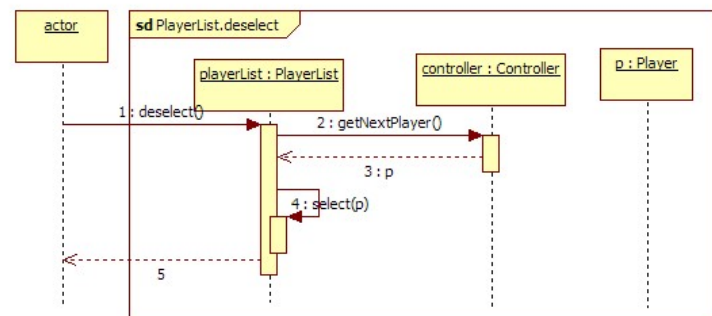 actor
sd PlayerList.deselect
playerList : PlayerList
controller : Controller
p : Player
1 : deselect()
2 : getNextPlayer()
3 : p
4 : select(p)
5